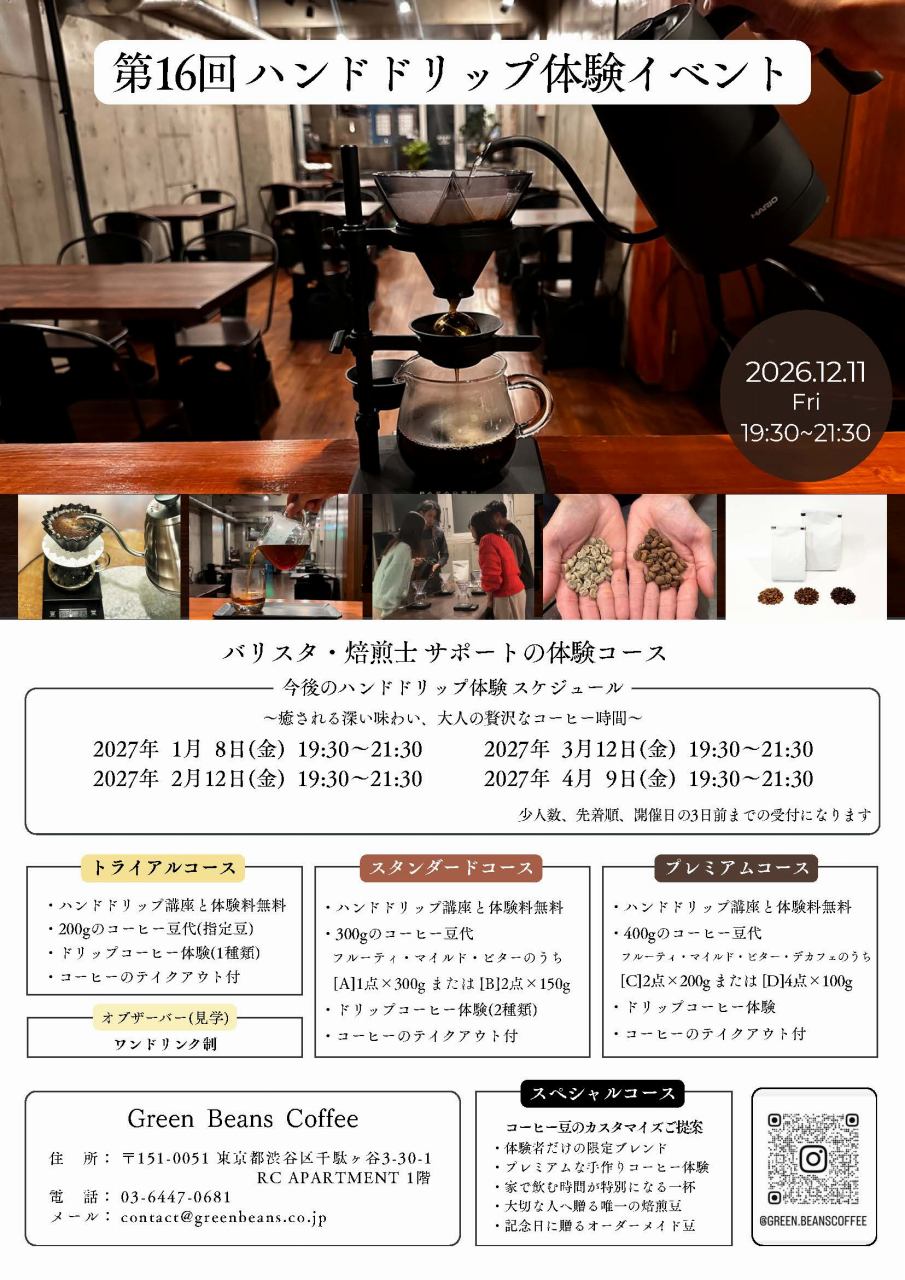 第16回 ハンドドリップ体験イベント
HARIO
2026.12.11
Fri
19:30~21:30
バリスタ・焙煎士 サポートの体験コース
今後のハンドドリップ体験 スケジュール
～癒される深い味わい、大人の贅沢なコーヒー時間～
2027年 1月 8日(金) 19:30～21:30
2027年 3月12日(金) 19:30～21:30
2027年 2月12日(金) 19:30～21:30
2027年 4月 9日(金) 19:30～21:30
少人数、先着順、開催日の3日前までの受付になります
トライアルコース
・ハンドドリップ講座と体験料無料
・200gのコーヒー豆代(指定豆)
・ドリップコーヒー体験(1種類)
・コーヒーのテイクアウト付
オブザーバー(見学)
ワンドリンク制
スタンダードコース
・ハンドドリップ講座と体験料無料
・300gのコーヒー豆代
フルーティ・マイルド・ビターのうち
[A]1点×300g または [B]2点×150g
・ドリップコーヒー体験(2種類)
・コーヒーのテイクアウト付
プレミアムコース
・ハンドドリップ講座と体験料無料
・400gのコーヒー豆代
フルーティ・マイルド・ビター・デカフェのうち
[C]2点×200g または [D]4点×100g
・ドリップコーヒー体験
・コーヒーのテイクアウト付
Green Beans Coffee
住 所： 〒151-0051 東京都渋谷区千駄ヶ谷3-30-1
RC APARTMENT 1階
電 話： 03-6447-0681
メール： contact@greenbeans.co.jp
スペシャルコース
コーヒー豆のカスタマイズご提案
・体験者だけの限定ブレンド
・プレミアムな手作りコーヒー体験
・家で飲む時間が特別になる一杯
・大切な人へ贈る唯一の焙煎豆
・記念日に贈るオーダーメイド豆
@GREEN.BEANSCOFFEE